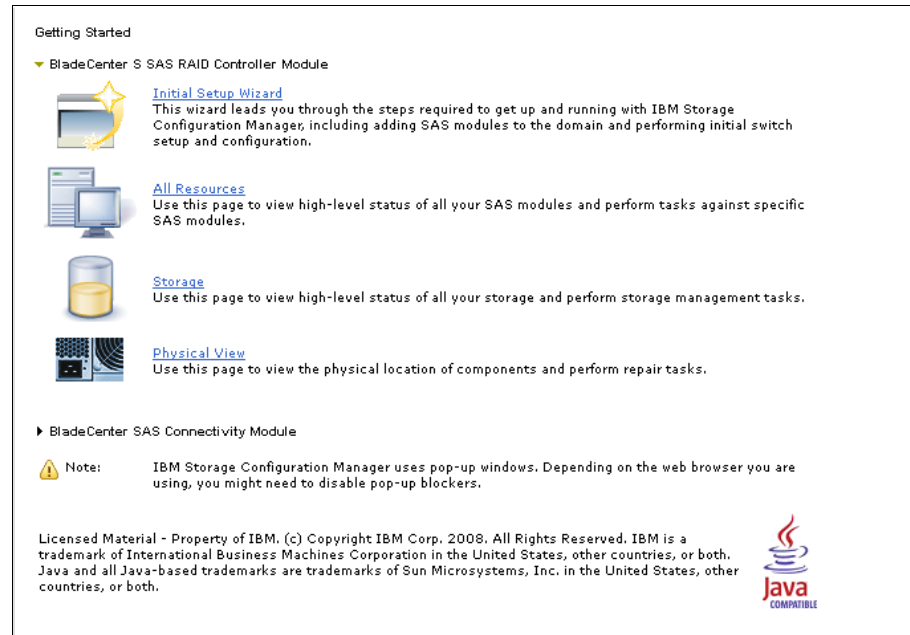 Getting Started
BladeCenter S SAS RAID Controller Module
Initial Setup Wizard
This wizard leads you through the steps required to get up and running with IBM Storage
Configuration Manager, including adding SAS modules to the domain and performing initial switch
setup and configuration.
All Resources
Use this page to view high-level status of all your SAS modules and perform tasks against specific
SAS modules.
Storage
Use this page to view high-level status of all your storage and perform storage management tasks.
Physical View
Use this page to view the physical location of components and perform repair tasks.
BladeCenter SAS Connectivity Module
Note: IBM Storage Configuration Manager uses pop-up windows. Depending on the web browser you are
using, you might need to disable pop-up blockers.
Licensed Material - Property of IBM. (c) Copyright IBM Corp. 2008. All Rights Reserved. IBM is a
trademark of International Business Machines Corporation in the United States, other countries, or both.
Java and all Java-based trademarks are trademarks of Sun Microsystems, Inc. in the United States, other
countries, or both.
Java
COMPATIBLE